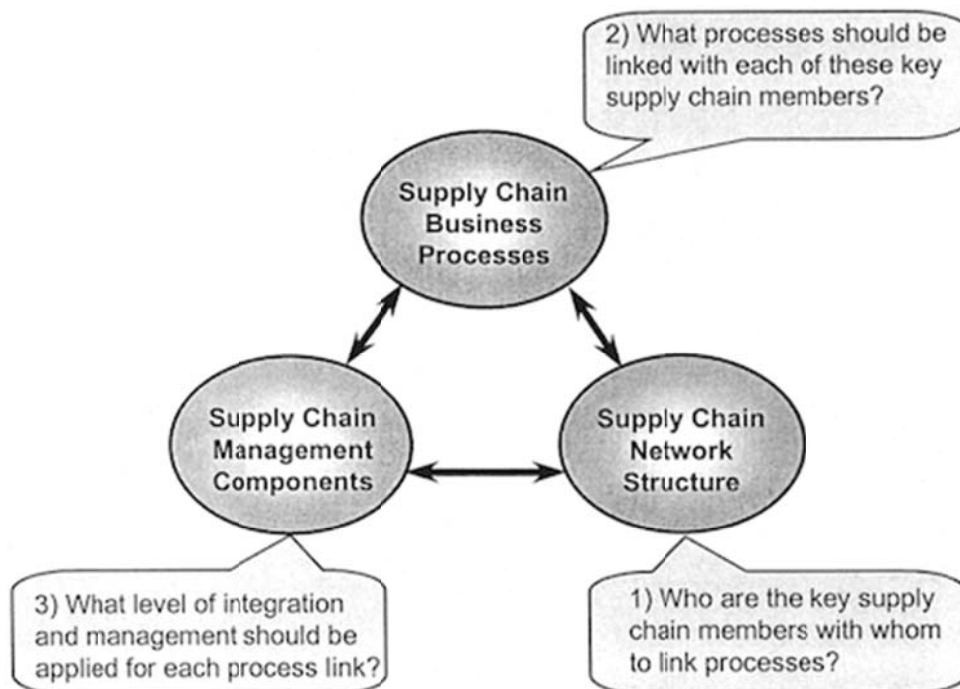 2) What processes should be
linked with each of these key
supply chain members?
Supply Chain
Business
Processes
Supply Chain
Management
Components
Supply Chain
Network
Structure
3) What level of integration
and management should be
applied for each process link?
1) Who are the key supply
chain members with whom
to link processes?